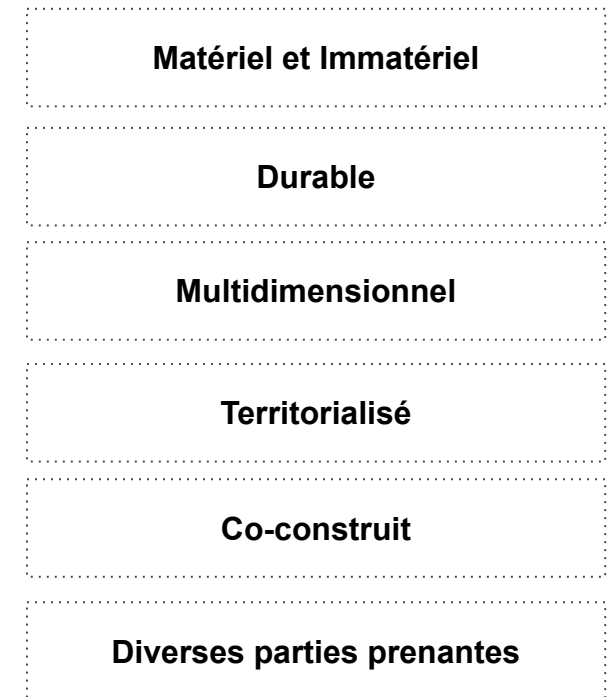 Matériel et Immatériel
Durable
Multidimensionnel
Territorialisé
Co-construit
Diverses parties prenantes